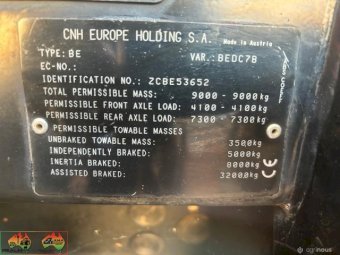 CNH EUROPE HOLDING S.A. Made in Austria
TYPE: BE VAR.: BEDC7B
EC-NO.:
IDENTIFICATION NO.: ZCBE53652
TOTAL PERMISSIBLE MASS: 9000 - 9000kg
PERMISSIBLE FRONT AXLE LOAD: 4100 - 4100kg
PERMISSIBLE REAR AXLE LOAD: 7300 - 7300kg
PERMISSIBLE TOWABLE MASSES
UNBRAKED TOWABLE MASS: 3500kg
INDEPENDENTLY BRAKED: 5000kg
INERTIA BRAKED: 8000kg
ASSISTED BRAKED: 32000kg
CE
agrinous